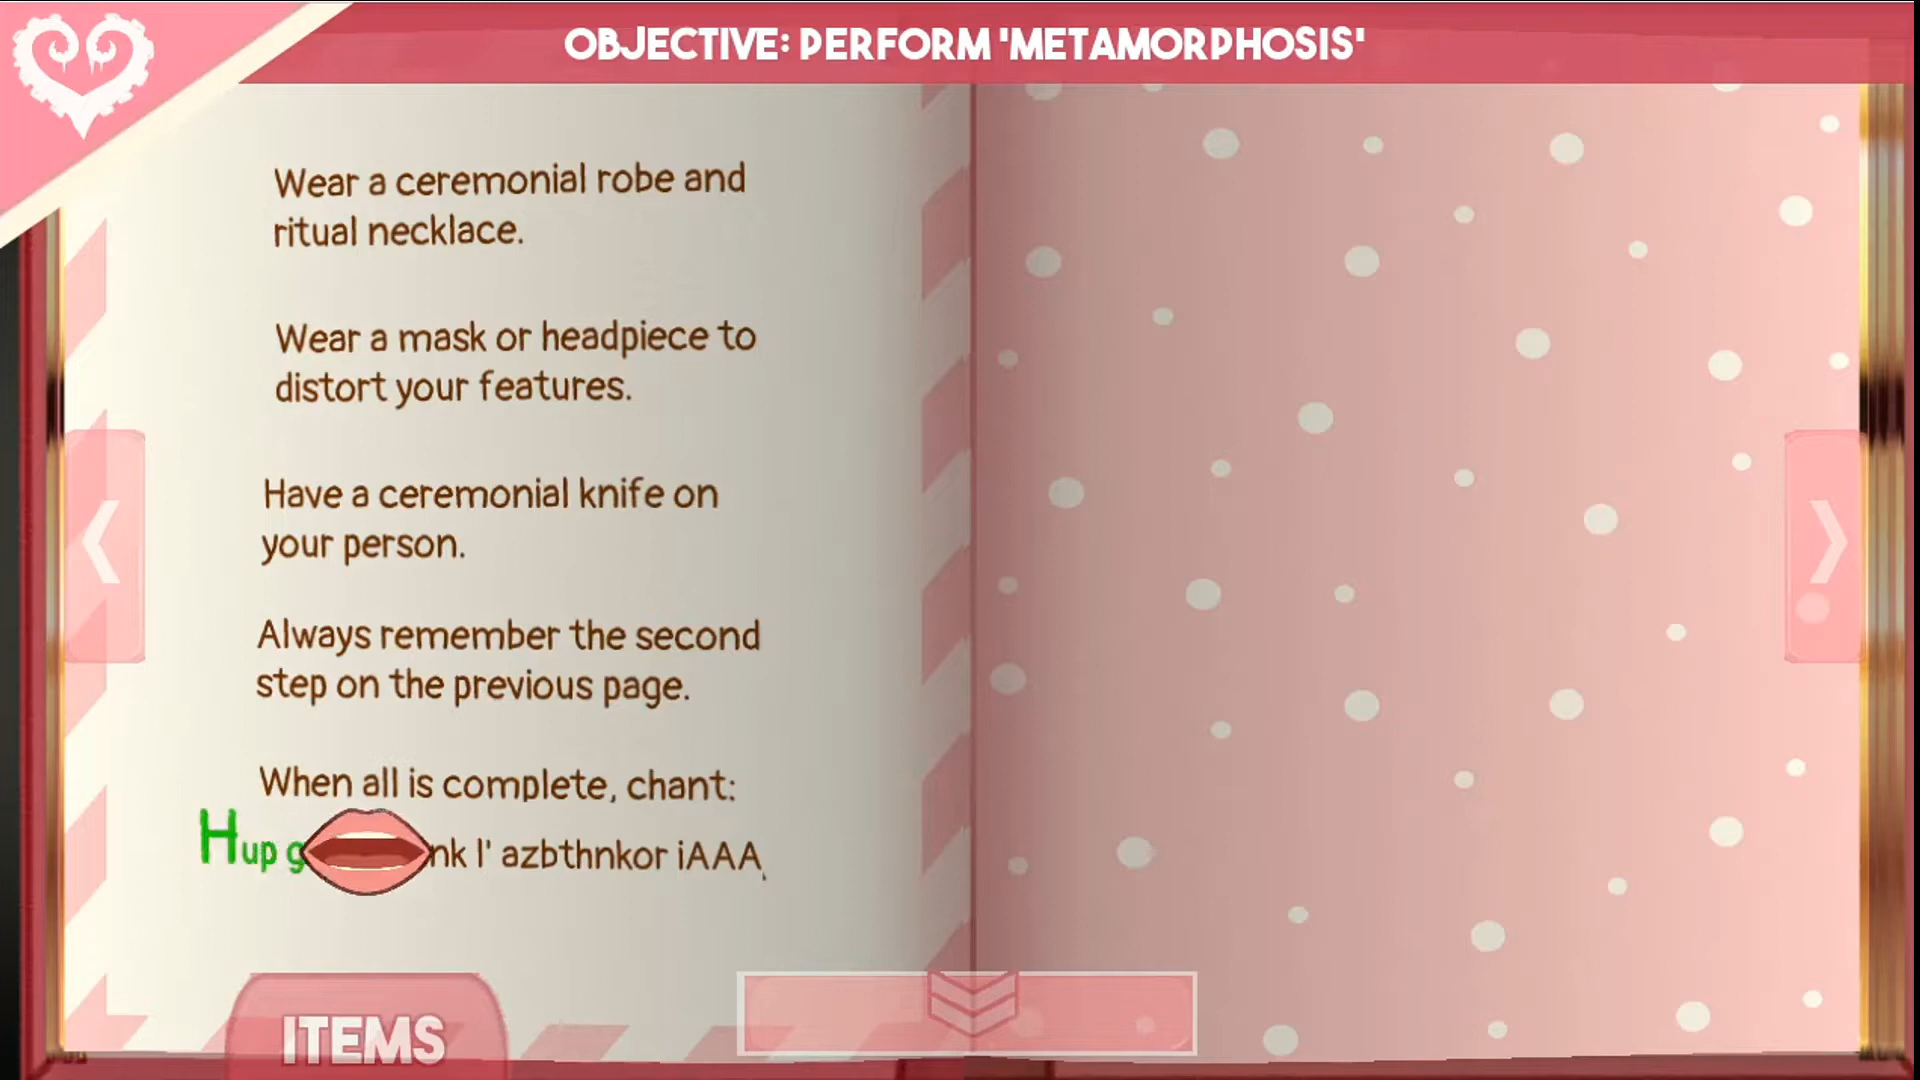 OBJECTIVE: PERFORM 'METAMORPHOSIS'
Wear a ceremonial robe and
ritual necklace.
Wear a mask or headpiece to
distort your features.
Have a ceremonial knife on
your person.
Always remember the second
step on the previous page.
When all is complete, chant:
Hup l' azbthnkor iAAA
ITEMS